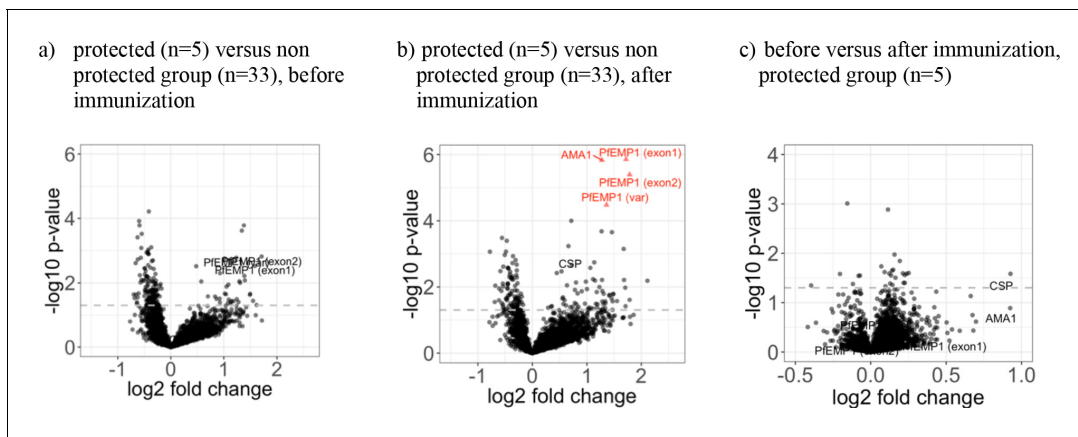 a) protected (n=5) versus non
protected group (n=33), before
immunization
6
4
2
0
-log10 p-value
PfEMP1 (exon2)
PfEMP1 (exon1)
-1
0
1
2
log2 fold change
b) protected (n=5) versus non
protected group (n=33), after
immunization
6
4
2
0
-log10 p-value
AMA1
PfEMP1 (exon1)
PfEMP1 (exon2)
PfEMP1 (var)
CSP
-1
0
1
2
log2 fold change
c) before versus after immunization,
protected group (n=5)
4
3
2
1
0
-log10 p-value
CSP
AMA1
PfEMP1
(exon1)
-0.5
0.0
0.5
1.0
log2 fold change